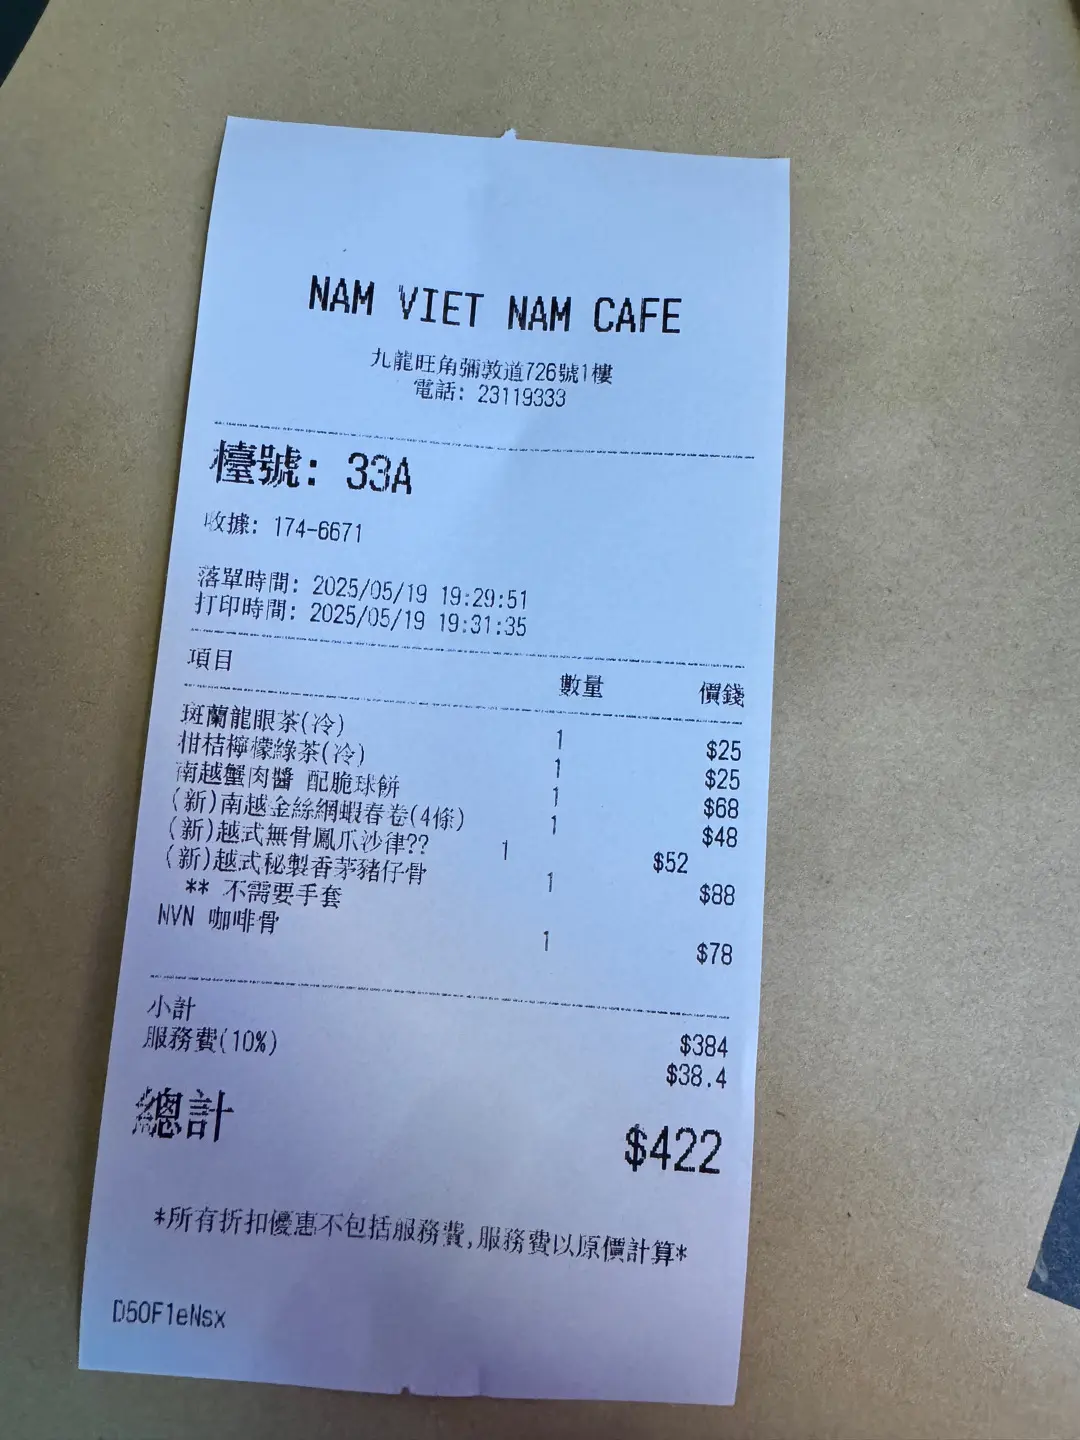 NAM VIET NAM CAFE
九龍旺角彌敦道726號1樓
電話: 23119333
檯號: 33A
收據: 174-6671
落單時間: 2025/05/19 19:29:51
打印時間: 2025/05/19 19:31:35
項目 數量 價錢
斑蘭龍眼茶(冷) 1 $25
柑桔檸檬綠茶(冷) 1 $25
南越蟹肉醬 配脆球餅 1 $68
(新)南越金絲網蝦春卷(4條) 1 $48
(新)越式無骨鳳爪沙律?? 1 $52
(新)越式秘製香茅豬仔骨 1 $88
** 不需要手套
NVN 咖啡骨 1 $78
小計 $384
服務費(10%) $38.4
總計 $422
*所有折扣優惠不包括服務費,服務費以原價計算*
D5OF1eNsx